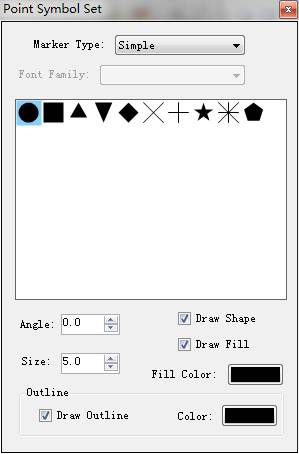 Point Symbol Set
Marker Type: Simple
Font Family:
Angle: 0.0
Draw Shape
Draw Fill
Size: 5.0
Fill Color:
Outline
Draw Outline
Color: